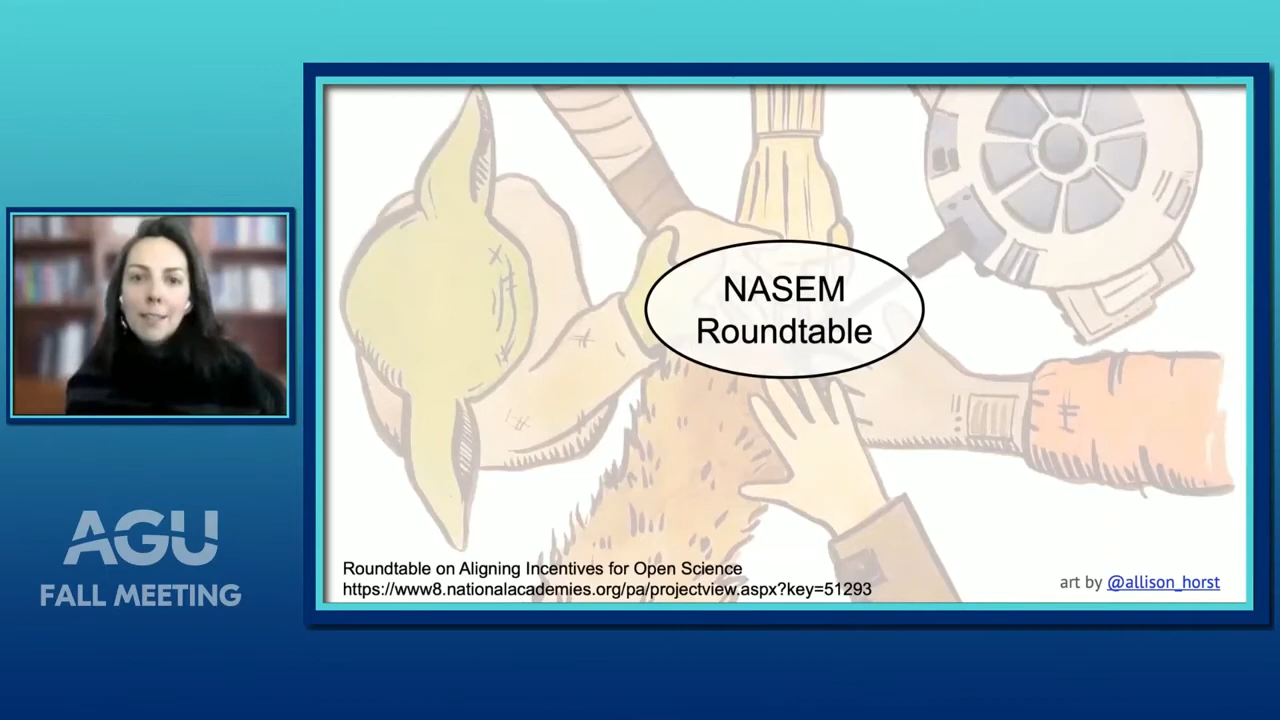 NASEM
Roundtable
Roundtable on Aligning Incentives for Open Science
https://www8.nationalacademies.org/pa/projectview.aspx?key=51293
art by @allison_horst
AGU
FALL MEETING